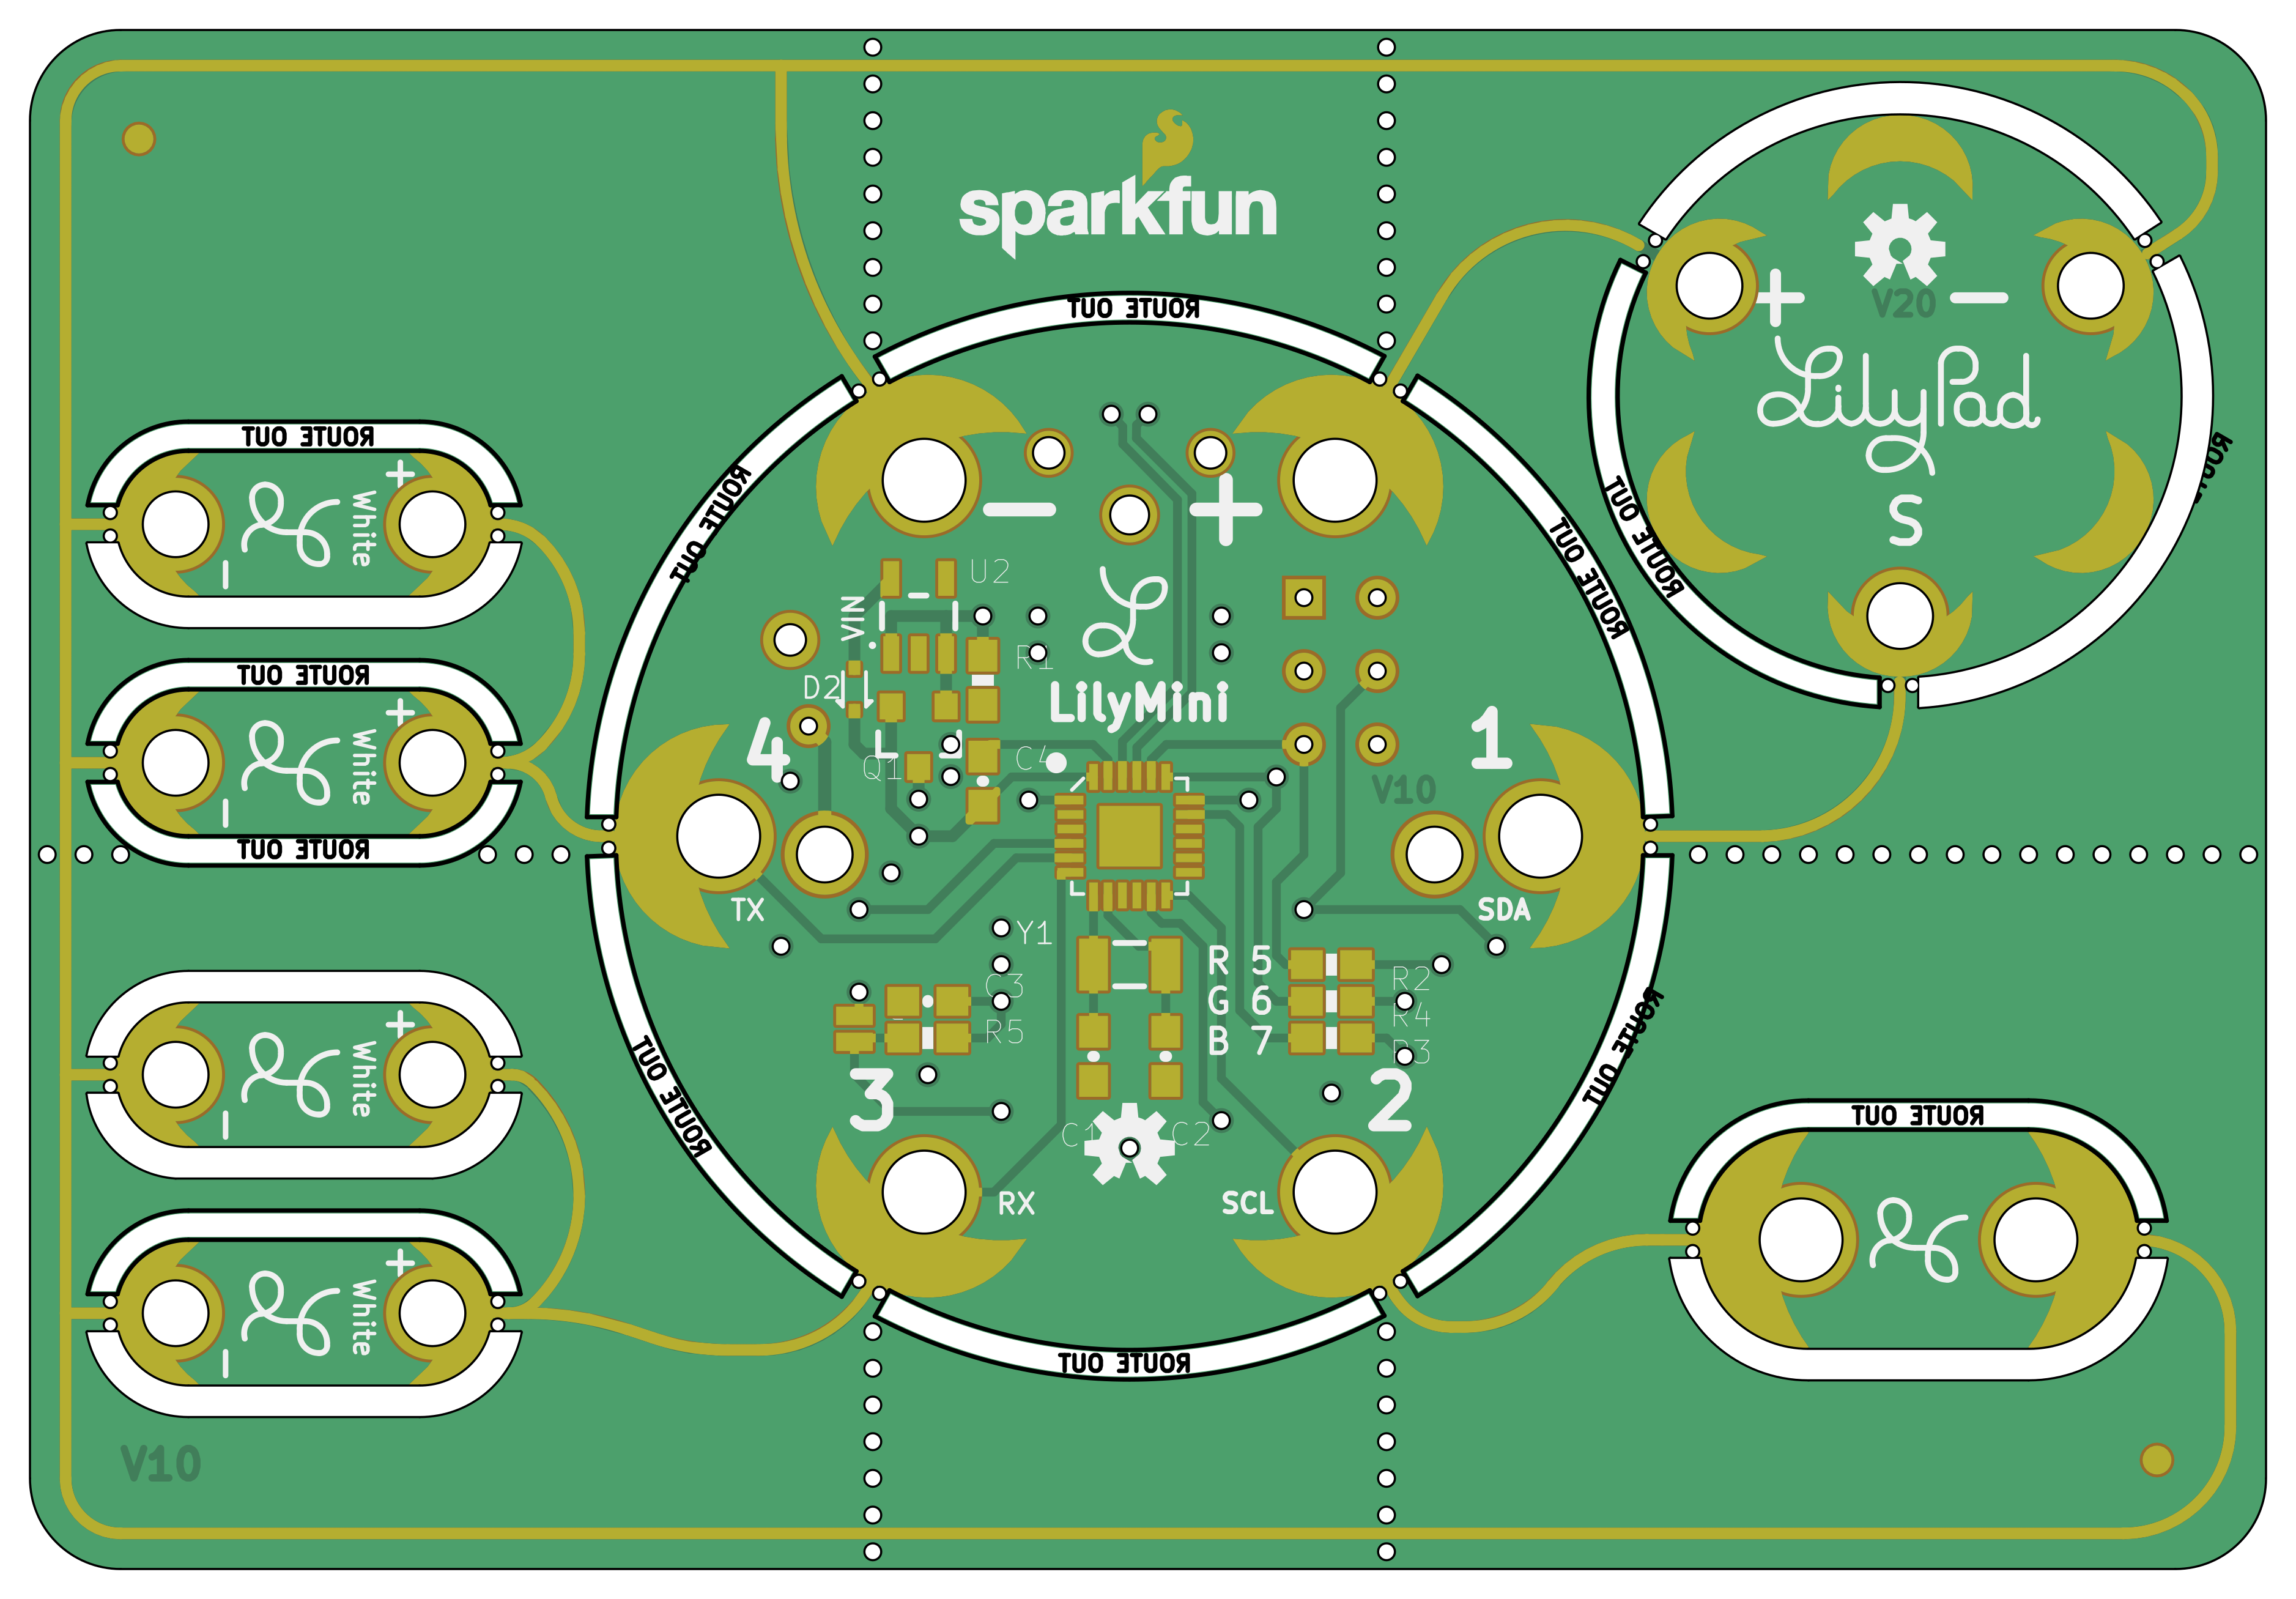 sparkfun
ROUTE OUT
V20
LilyPad
S
ROUTE OUT
ROUTE OUT
ROUTE
White
ROUTE OUT
ROUTE OUT
ROUTE OUT
ROUTE OUT
U2
VIN
R1
D2
LilyMini
White
ROUTE OUT
4
Q1
C4
1
V10
TX
SDA
Y1
R 5
G 6
B 7
C3
R5
R2
R4
R3
White
ROUTE OUT
ROUTE OUT
3
2
C1
C2
RX
SCL
ROUTE OUT
White
ROUTE OUT
V10